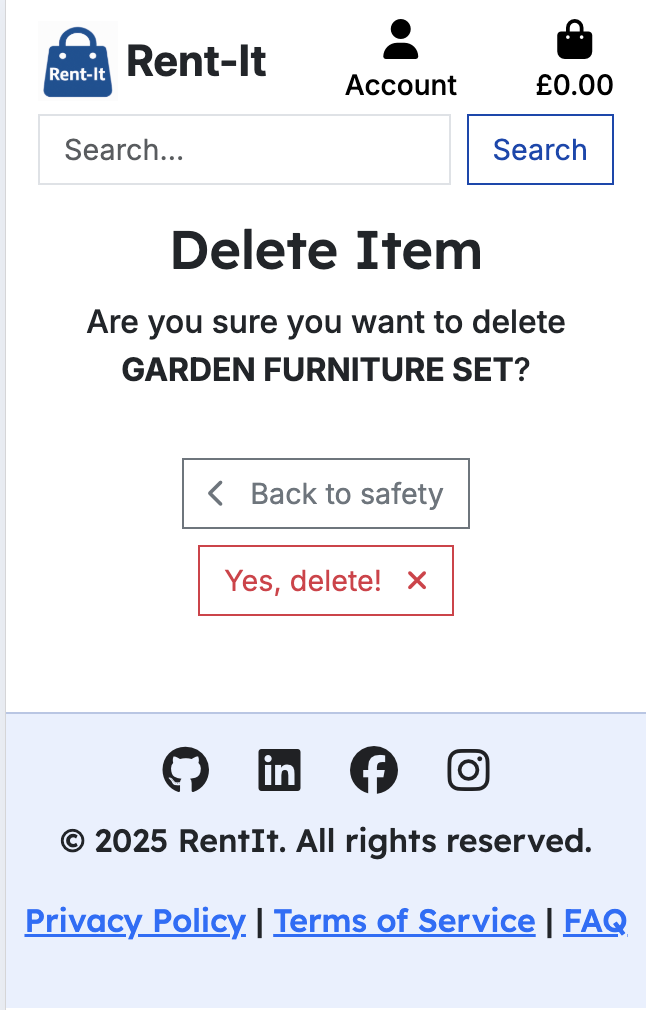 Rent-It
Rent-It
Account
£0.00
Search...
Search
Delete Item
Are you sure you want to delete
GARDEN FURNITURE SET?
Back to safety
Yes, delete!
© 2025 RentIt. All rights reserved.
Privacy Policy | Terms of Service | FAQ